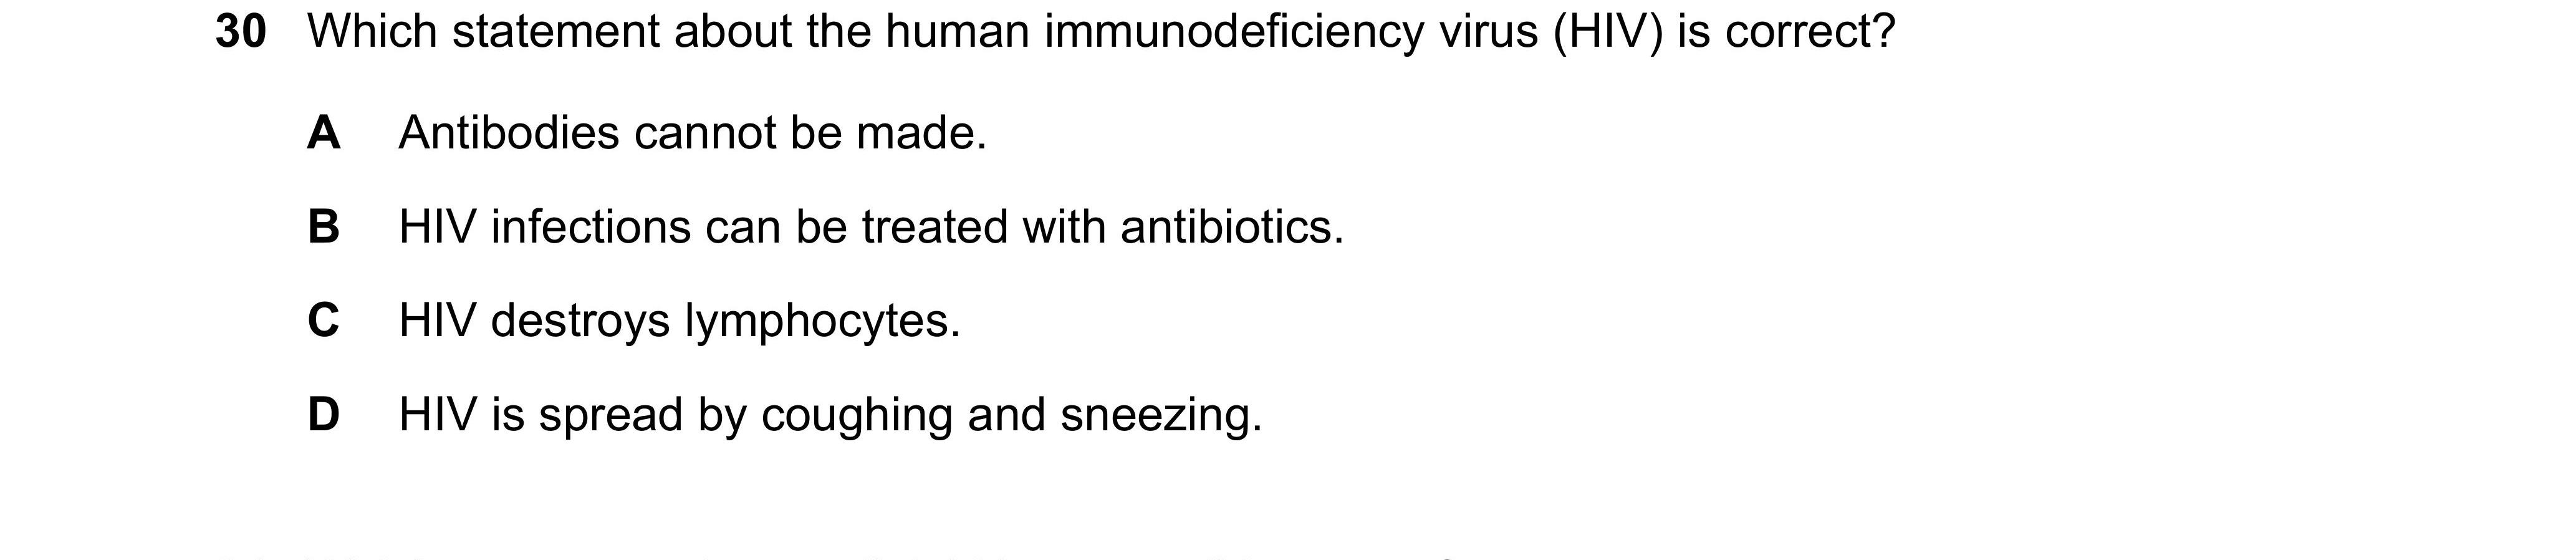 30 Which statement about the human immunodeficiency virus (HIV) is correct?
A Antibodies cannot be made.
B HIV infections can be treated with antibiotics.
C HIV destroys lymphocytes.
D HIV is spread by coughing and sneezing.